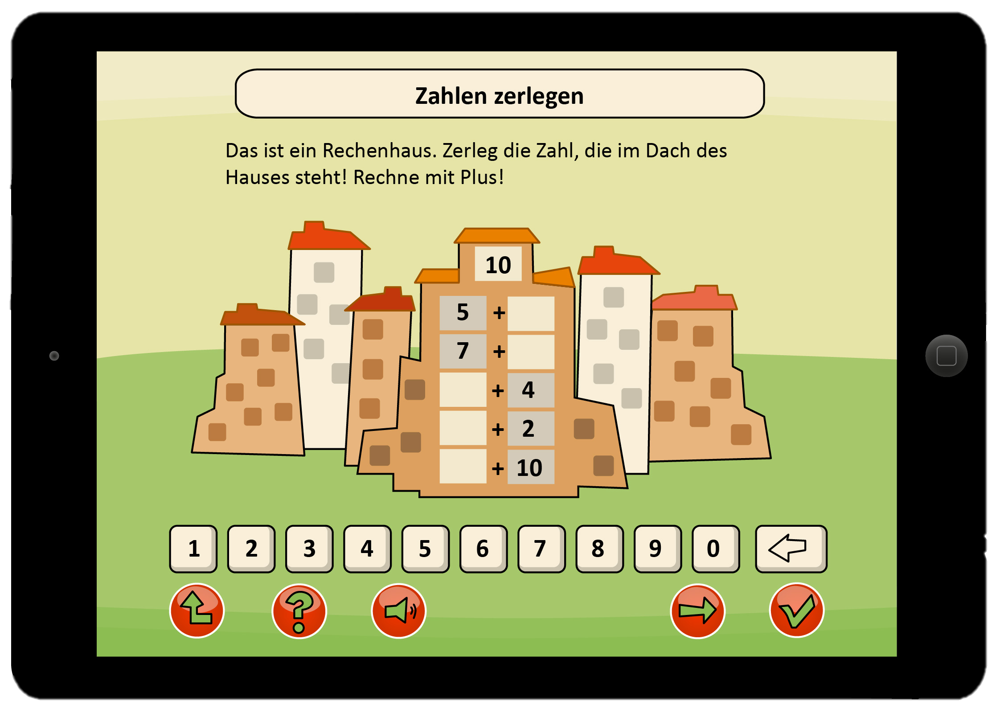 Zahlen zerlegen
Das ist ein Rechenhaus. Zerleg die Zahl, die im Dach des
Hauses steht! Rechne mit Plus!
10
5 +
7 +
+ 4
+ 2
+ 10
1 2 3 4 5 6 7 8 9 0
?